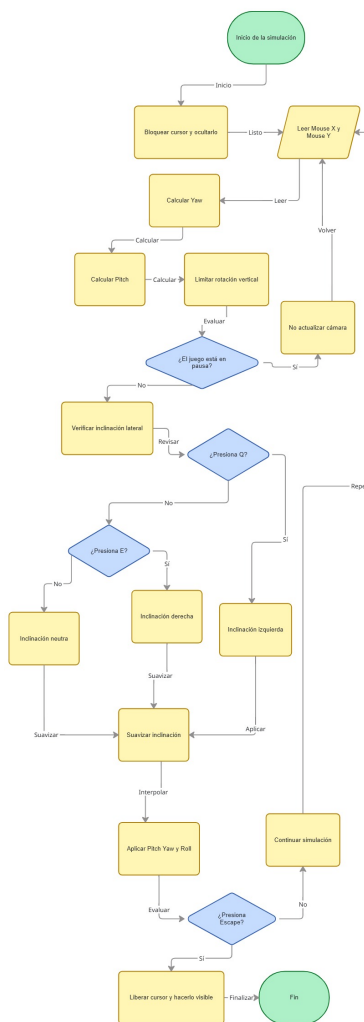 Inicio de la simulación
Inicio
Bloquear cursor y ocultarlo
Listo
Leer Mouse X y
Mouse Y
Leer
Calcular Yaw
Calcular
Volver
Calcular Pitch
Calcular
Limitar rotación vertical
Evaluar
No actualizar cámara
¿El juego está en
pausa?
Sí
No
Verificar inclinación lateral
Revisar
¿Presiona Q?
No
Sí
¿Presiona E?
No
Sí
Inclinación neutra
Inclinación derecha
Inclinación izquierda
Suavizar
Suavizar
Aplicar
Suavizar inclinación
Interpolar
Aplicar Pitch Yaw y Roll
Continuar simulación
Evaluar
¿Presiona
Escape?
No
Sí
Liberar cursor y hacerlo visible
Finalizar
Fin